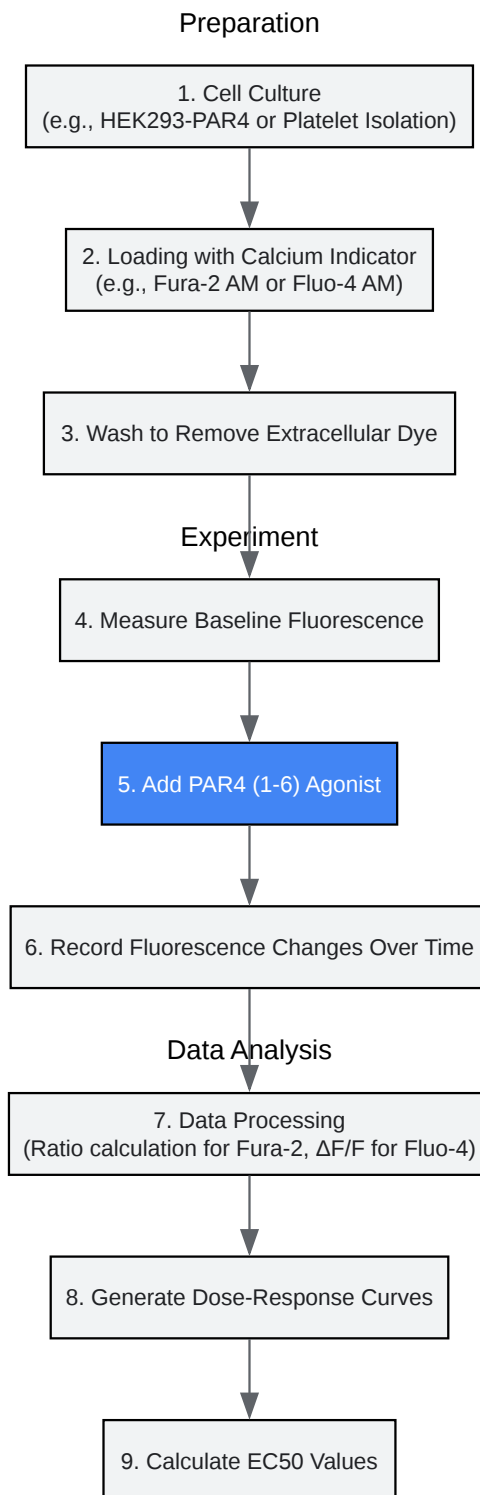 Preparation
1. Cell Culture
(e.g., HEK293-PAR4 or Platelet Isolation)
2. Loading with Calcium Indicator
(e.g., Fura-2 AM or Fluo-4 AM)
3. Wash to Remove Extracellular Dye
Experiment
4. Measure Baseline Fluorescence
5. Add PAR4 (1-6) Agonist
6. Record Fluorescence Changes Over Time
Data Analysis
7. Data Processing
(Ratio calculation for Fura-2, ΔF/F for Fluo-4)
8. Generate Dose-Response Curves
9. Calculate EC50 Values